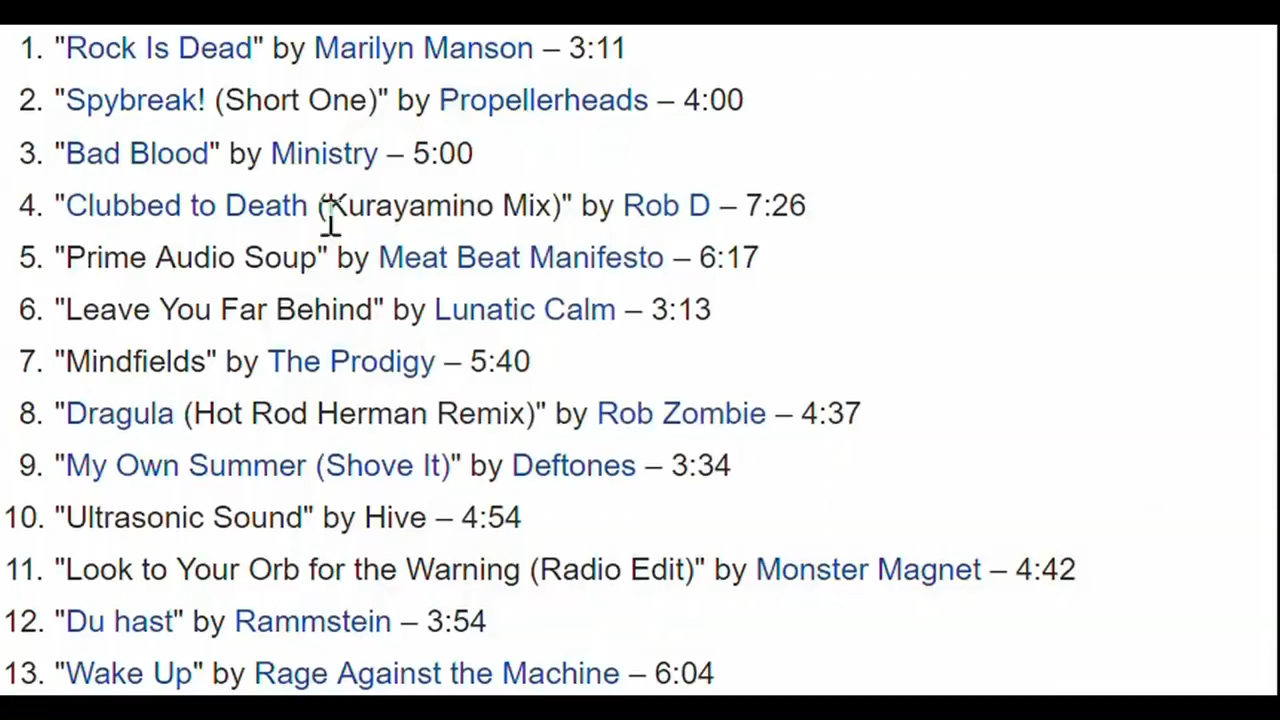 1. "Rock Is Dead" by Marilyn Manson – 3:11
2. "Spybreak! (Short One)" by Propellerheads – 4:00
3. "Bad Blood" by Ministry – 5:00
4. "Clubbed to Death (Kurayamino Mix)" by Rob D – 7:26
5. "Prime Audio Soup" by Meat Beat Manifesto – 6:17
6. "Leave You Far Behind" by Lunatic Calm – 3:13
7. "Mindfields" by The Prodigy – 5:40
8. "Dragula (Hot Rod Herman Remix)" by Rob Zombie – 4:37
9. "My Own Summer (Shove It)" by Deftones – 3:34
10. "Ultrasonic Sound" by Hive – 4:54
11. "Look to Your Orb for the Warning (Radio Edit)" by Monster Magnet – 4:42
12. "Du hast" by Rammstein – 3:54
13. "Wake Up" by Rage Against the Machine – 6:04